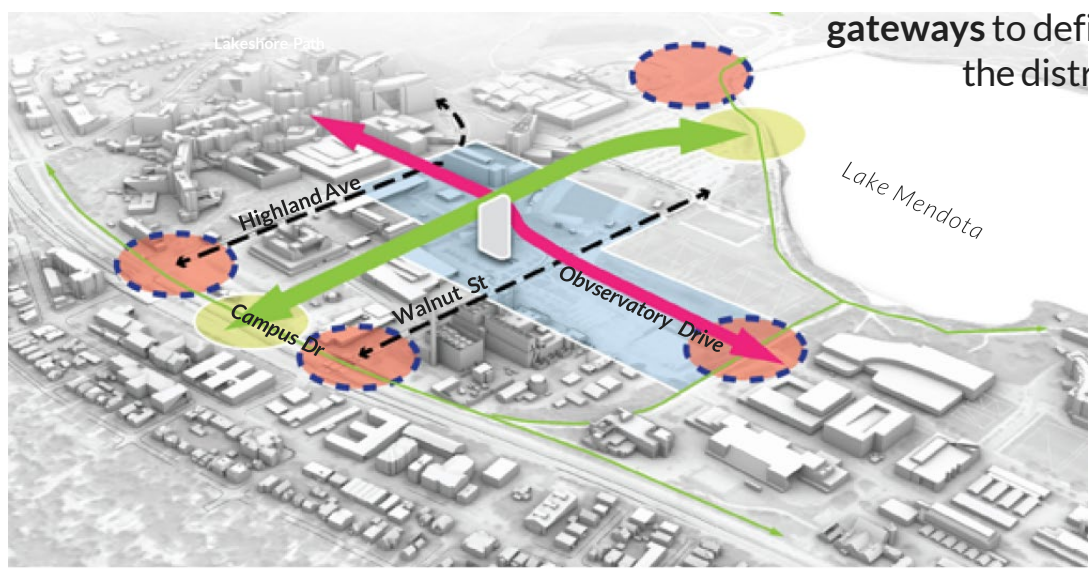 gateways to defi
the distr
Lakeshore Path
Lake Mendota
Highland Ave
Walnut St
Obvservatory Drive
Campus Dr